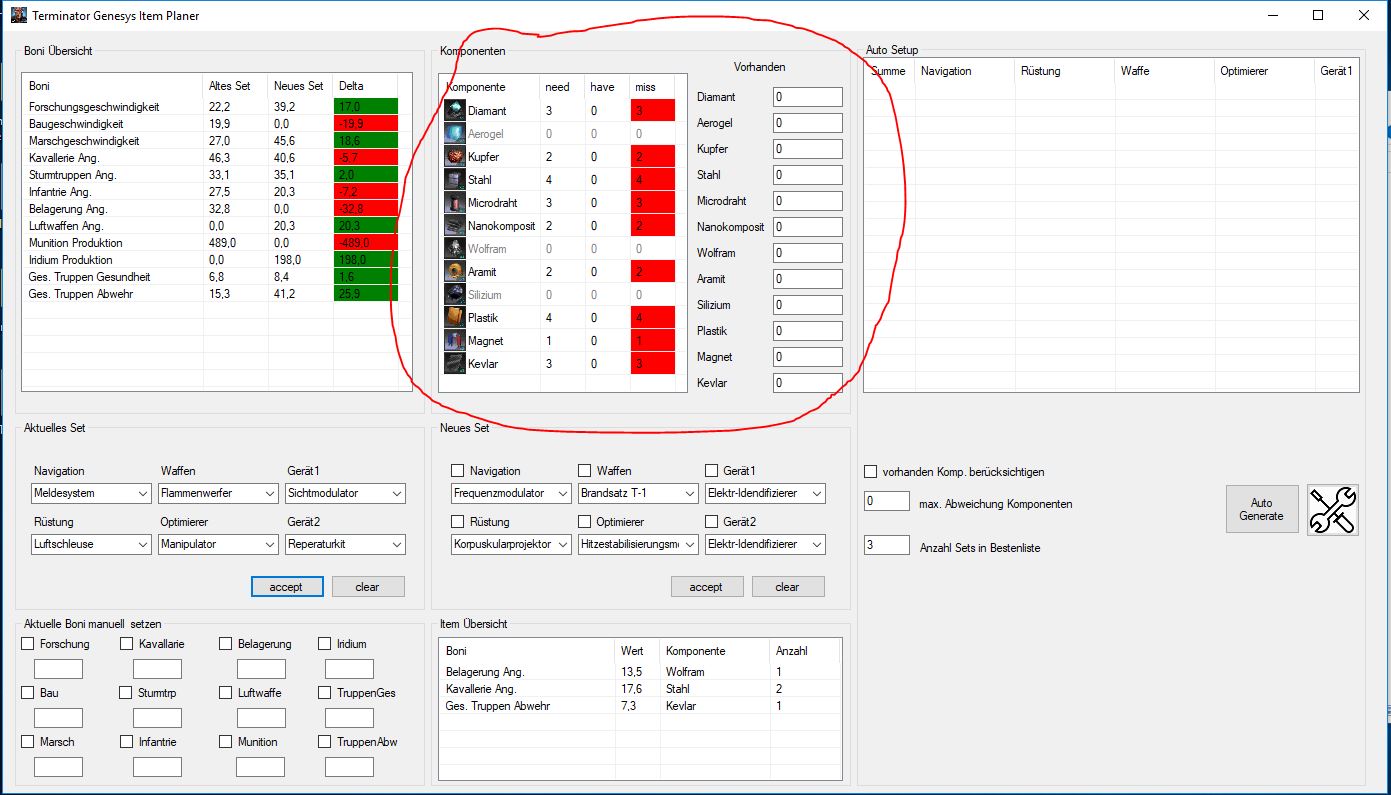 Terminator Genesys Item Planer
Boni Übersicht
Boni Altes Set Neues Set Delta
Forschungsgeschwindigkeit 22,2 39,2 17,0
Baugeschwindigkeit 19,9 0,0 -19,9
Marschgeschwindigkeit 27,0 45,6 18,6
Kavallerie Ang. 46,3 40,6 -5,7
Sturmtruppen Ang. 33,1 35,1 2,0
Infantrie Ang. 27,5 20,3 -7,2
Belagerung Ang. 32,8 0,0 -32,8
Luftwaffen Ang. 0,0 20,3 20,3
Munition Produktion 489,0 0,0 -489,0
Iridium Produktion 0,0 198,0 198,0
Ges. Truppen Gesundheit 6,8 8,4 1,6
Ges. Truppen Abwehr 15,3 41,2 25,9
Komponenten
Komponente need have miss
Diamant 3 0 3
Aerogel 0 0 0
Kupfer 2 0 2
Stahl 4 0 4
Microdraht 3 0 3
Nanokomposit 2 0 2
Wolfram 0 0 0
Aramit 2 0 2
Silizium 0 0 0
Plastik 4 0 4
Magnet 1 0 1
Kevlar 3 0 3
Vorhanden
Diamant 0
Aerogel 0
Kupfer 0
Stahl 0
Microdraht 0
Nanokomposit 0
Wolfram 0
Aramit 0
Silizium 0
Plastik 0
Magnet 0
Kevlar 0
Auto Setup
Summe Navigation Rüstung Waffe Optimierer Gerät1
Aktuelles Set
Navigation Waffen Gerät1
Meldesystem Flammenwerfer Sichtmodulator
Rüstung Optimierer Gerät2
Luftschleuse Manipulator Reperaturkit
accept clear
Neues Set
Navigation Waffen Gerät1
Frequenzmodulator Brandsatz T-1 Elektr-Idendifizierer
Rüstung Optimierer Gerät2
Korpuskularprojektor Hitzestabilisierungsm Elektr-Idendifizierer
accept clear
vorhanden Komp. berücksichtigen
0 max. Abweichung Komponenten
3 Anzahl Sets in Bestenliste
Auto
Generate
Aktuelle Boni manuell setzen
Forschung Kavallarie Belagerung Iridium
Bau Sturmtrp Luftwaffe TruppenGes
Marsch Infantrie Munition TruppenAbw
Item Übersicht
Boni Wert Komponente Anzahl
Belagerung Ang. 13,5 Wolfram 1
Kavallerie Ang. 17,6 Stahl 2
Ges. Truppen Abwehr 7,3 Kevlar 1